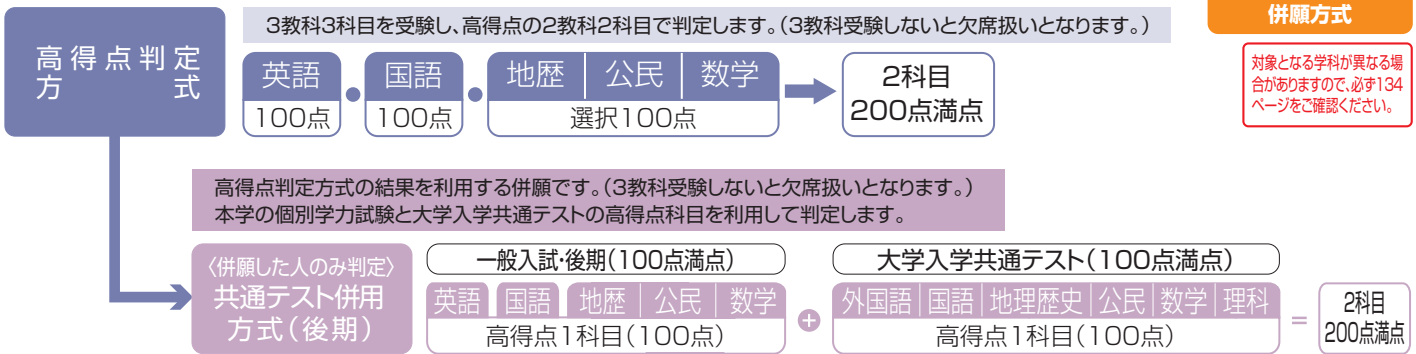 高得点判定
方式
3教科3科目を受験し、高得点の2教科2科目で判定します。(3教科受験しないと欠席扱いとなります。)
英語
100点
国語
100点
地歴 公民 数学
選択100点
2科目
200点満点
併願方式
対象となる学科が異なる場
合がありますので、必ず134
ページをご確認ください。
高得点判定方式の結果を利用する併願です。(3教科受験しないと欠席扱いとなります。)
本学の個別学力試験と大学入学共通テストの高得点科目を利用して判定します。
〈併願した人のみ判定〉
共通テスト併用
方式(後期)
一般入試・後期(100点満点)
英語 国語 地歴 公民 数学
高得点1科目(100点)
+
大学入学共通テスト(100点満点)
外国語 国語 地理歴史 公民 数学 理科
高得点1科目(100点)
=
2科目
200点満点